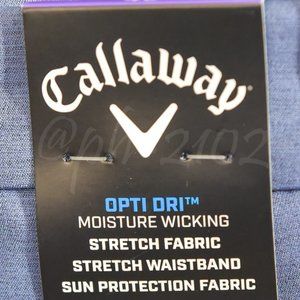 Callaway
OPTI DRI™
MOISTURE WICKING
STRETCH FABRIC
STRETCH WAISTBAND
SUN PROTECTION FABRIC